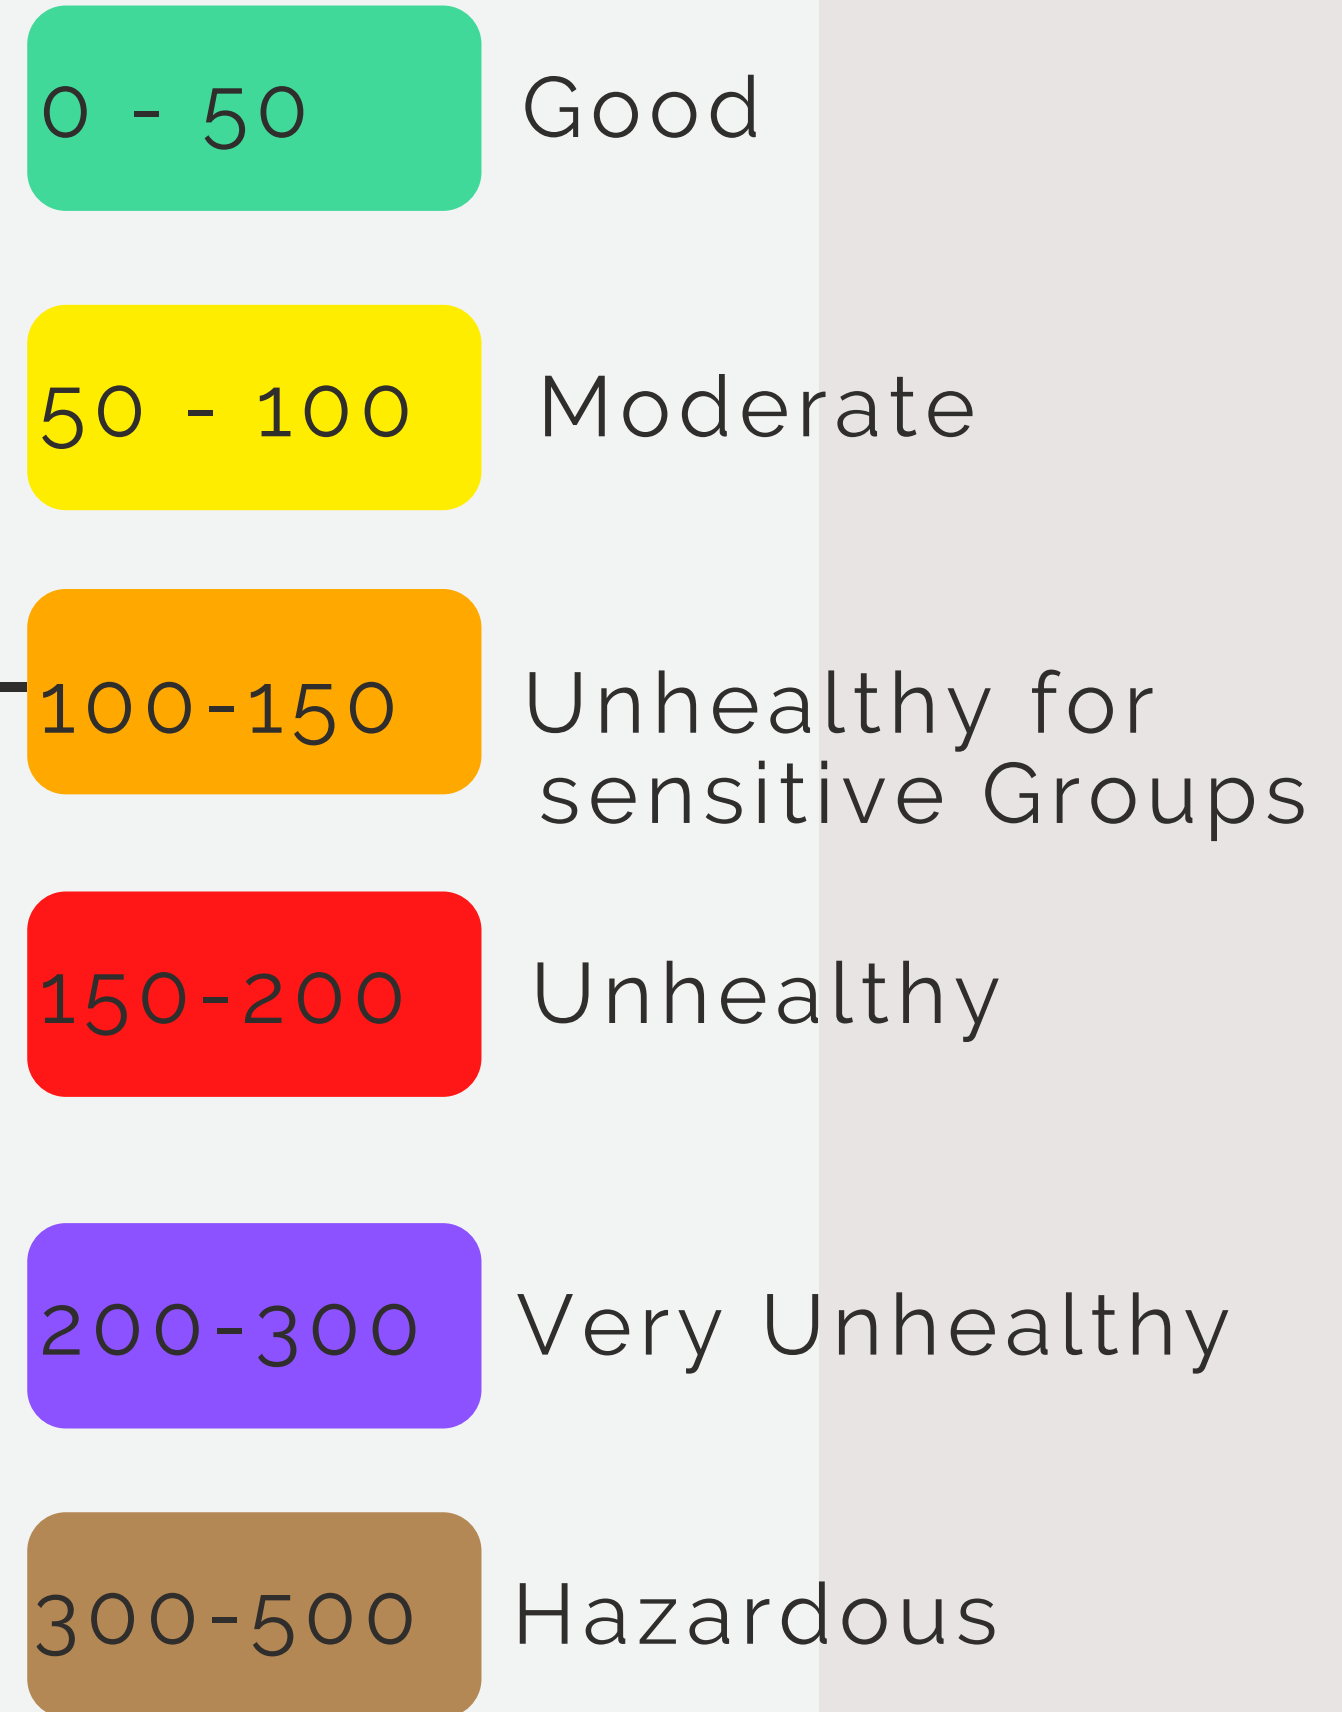 0 - 50 Good
50 - 100 Moderate
100-150 Unhealthy for
sensitive Groups
150-200 Unhealthy
200-300 Very Unhealthy
300-500 Hazardous